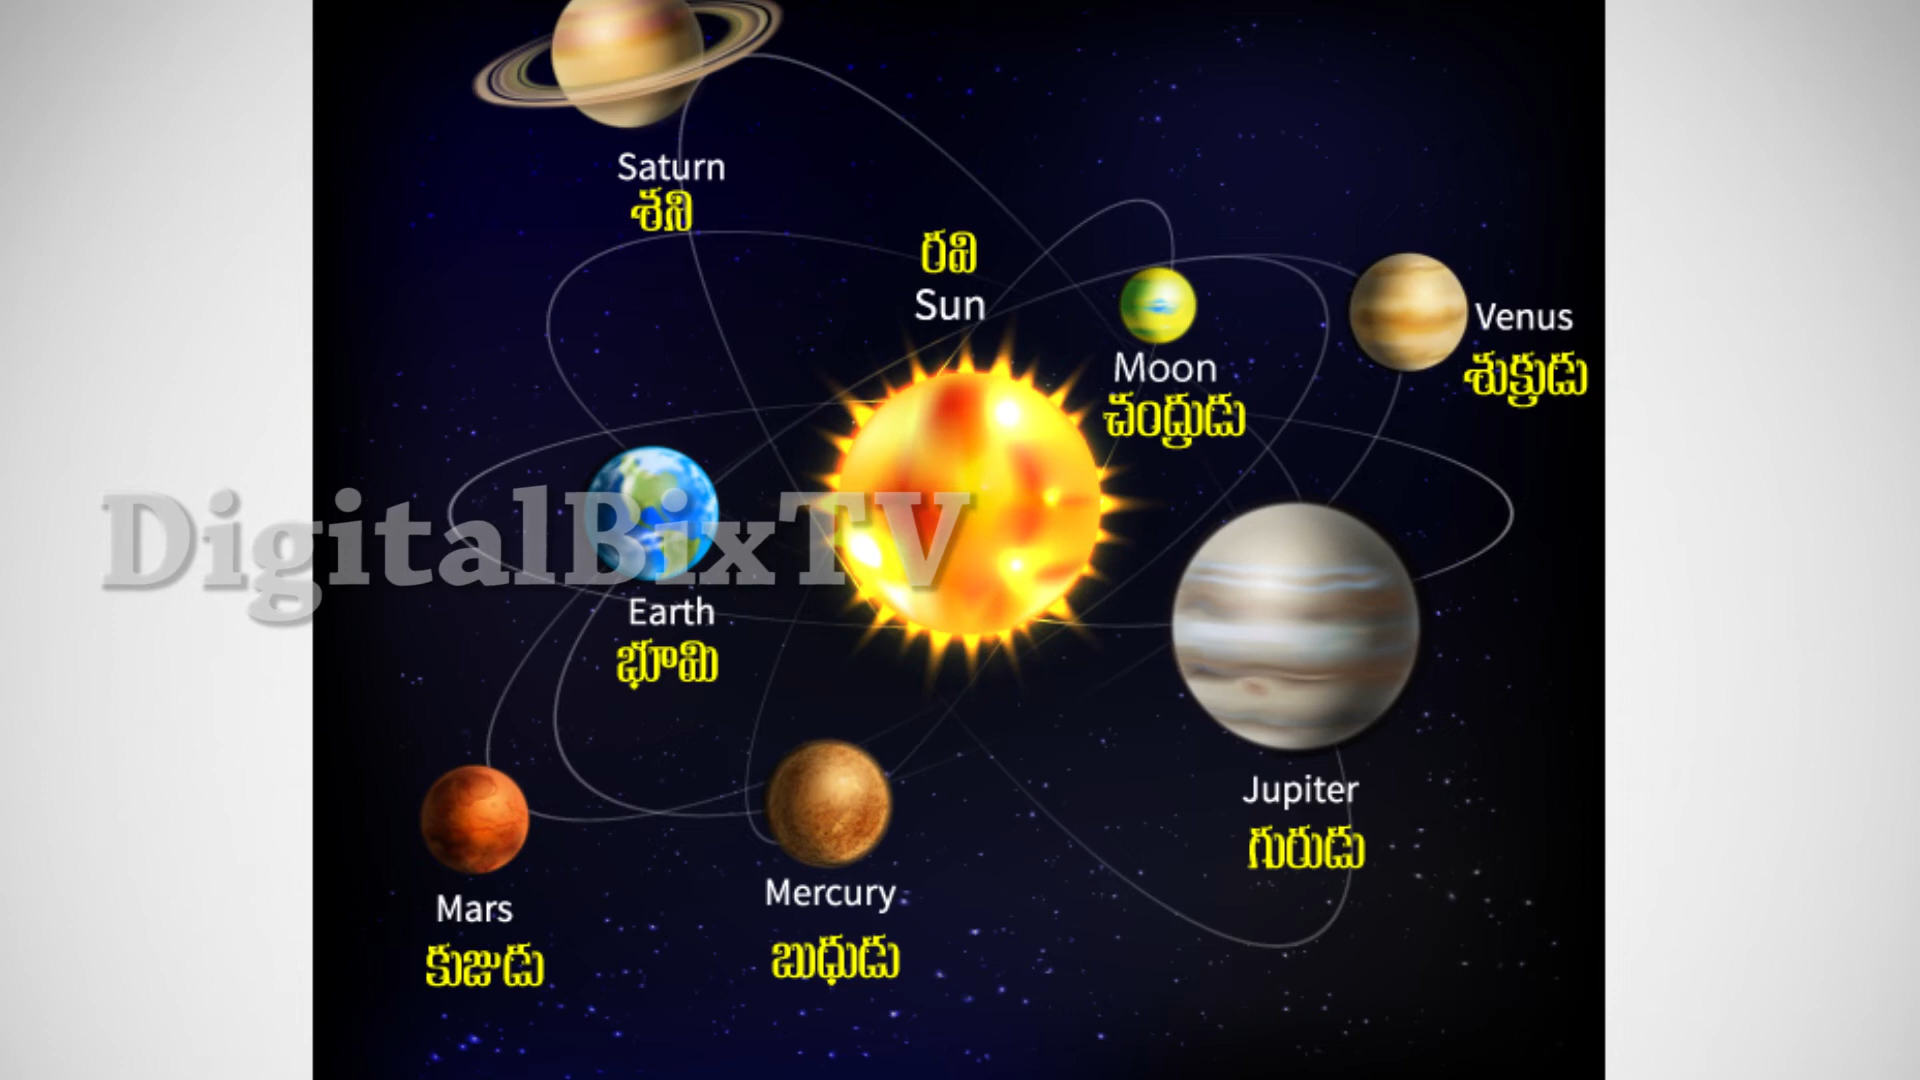 Saturn
శని
రవి
Sun
Moon
చంద్రుడు
Venus
శుక్రుడు
DigitalBixTV
Earth
భూమి
Jupiter
గురుడు
Mars
కుజుడు
Mercury
బుధుడు